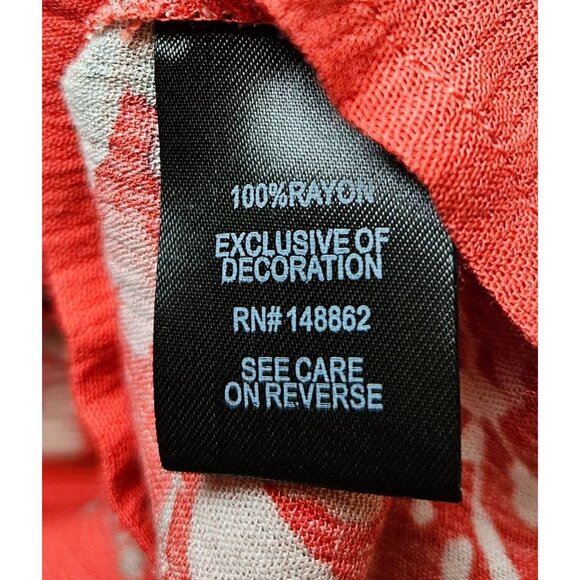 100%RAYON
EXCLUSIVE OF
DECORATION
RN# 148862
SEE CARE
ON REVERSE